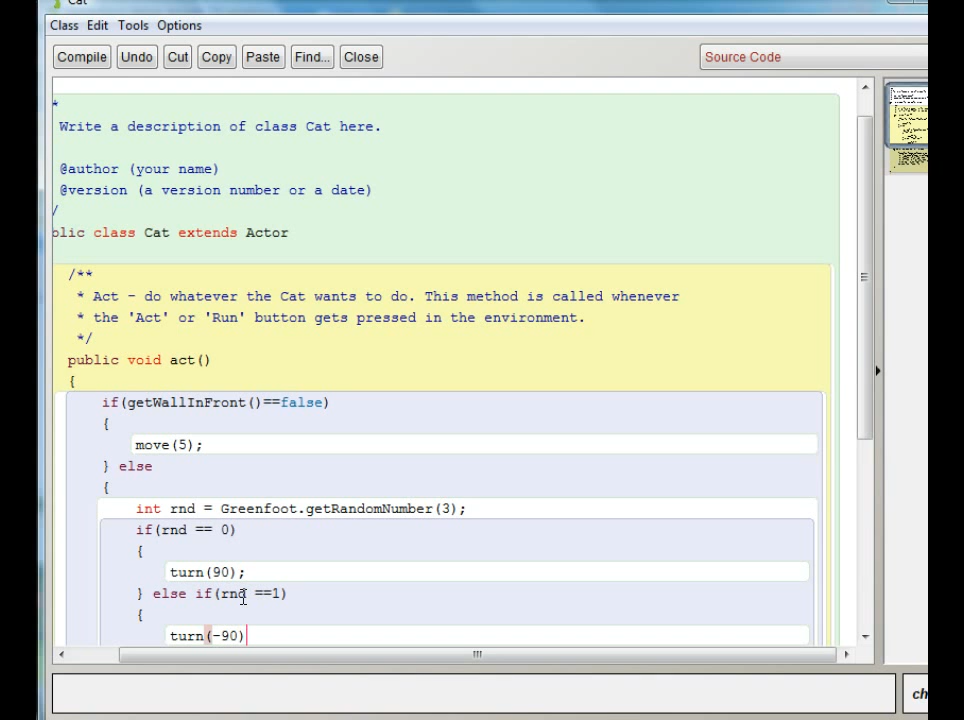 Cat
Class Edit Tools Options
Compile Undo Cut Copy Paste Find... Close Source Code
*
Write a description of class Cat here.
@author (your name)
@version (a version number or a date)
/
blic class Cat extends Actor
/**
* Act - do whatever the Cat wants to do. This method is called whenever
* the 'Act' or 'Run' button gets pressed in the environment.
*/
public void act()
{
if(getWallInFront()==false)
{
move(5);
} else
{
int rnd = Greenfoot.getRandomNumber(3);
if(rnd == 0)
{
turn(90);
} else if(rnd ==1)
{
turn(-90)
ch